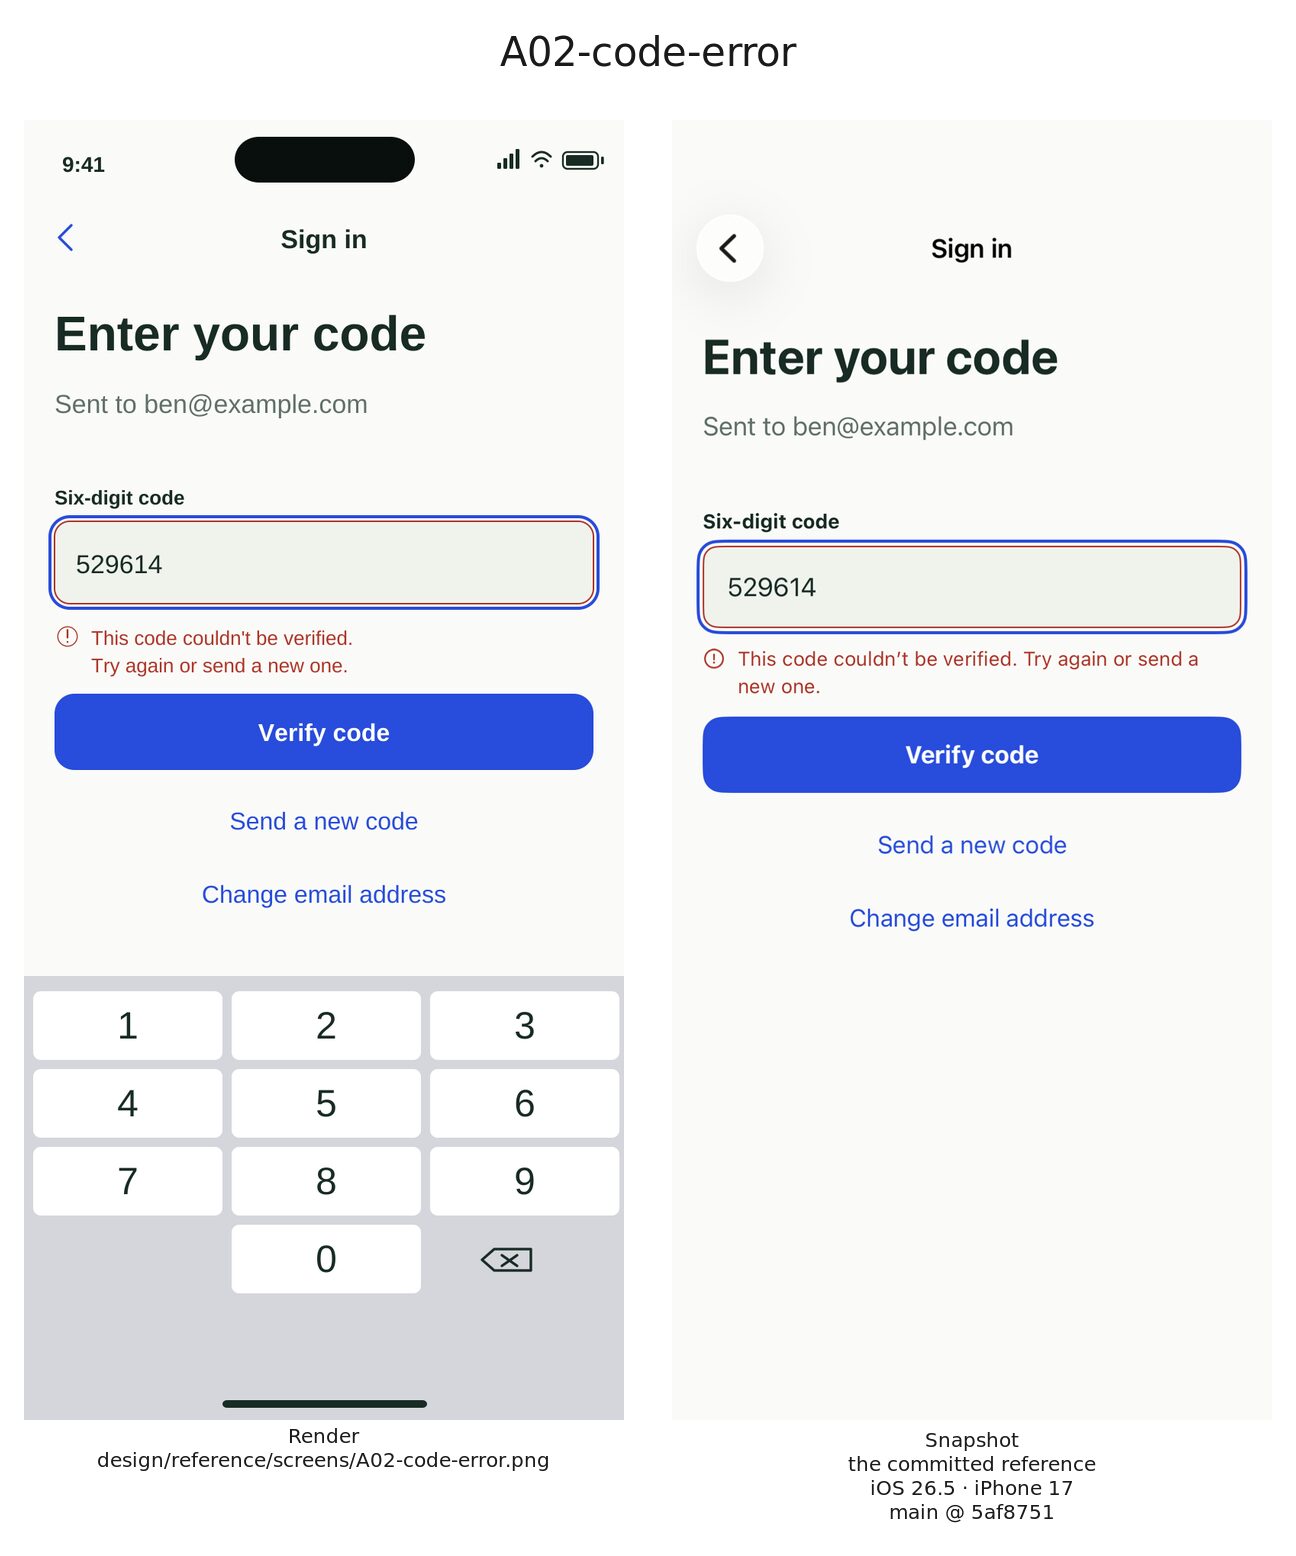 A02-code-error
9:41
Sign in
Enter your code
Sent to ben@example.com
Six-digit code
529614
This code couldn't be verified.
Try again or send a new one.
Verify code
Send a new code
Change email address
1 2 3
4 5 6
7 8 9
0
Render
design/reference/screens/A02-code-error.png
Sign in
Enter your code
Sent to ben@example.com
Six-digit code
529614
This code couldn’t be verified. Try again or send a
new one.
Verify code
Send a new code
Change email address
Snapshot
the committed reference
iOS 26.5 · iPhone 17
main @ 5af8751